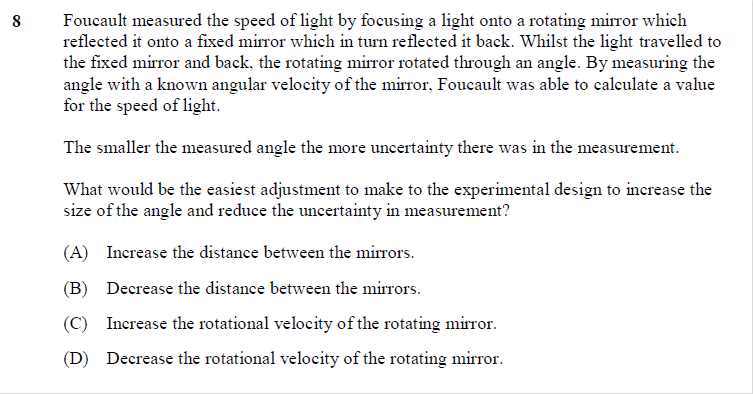 8 Foucault measured the speed of light by focusing a light onto a rotating mirror which
reflected it onto a fixed mirror which in turn reflected it back. Whilst the light travelled to
the fixed mirror and back, the rotating mirror rotated through an angle. By measuring the
angle with a known angular velocity of the mirror, Foucault was able to calculate a value
for the speed of light.
The smaller the measured angle the more uncertainty there was in the measurement.
What would be the easiest adjustment to make to the experimental design to increase the
size of the angle and reduce the uncertainty in measurement?
(A) Increase the distance between the mirrors.
(B) Decrease the distance between the mirrors.
(C) Increase the rotational velocity of the rotating mirror.
(D) Decrease the rotational velocity of the rotating mirror.